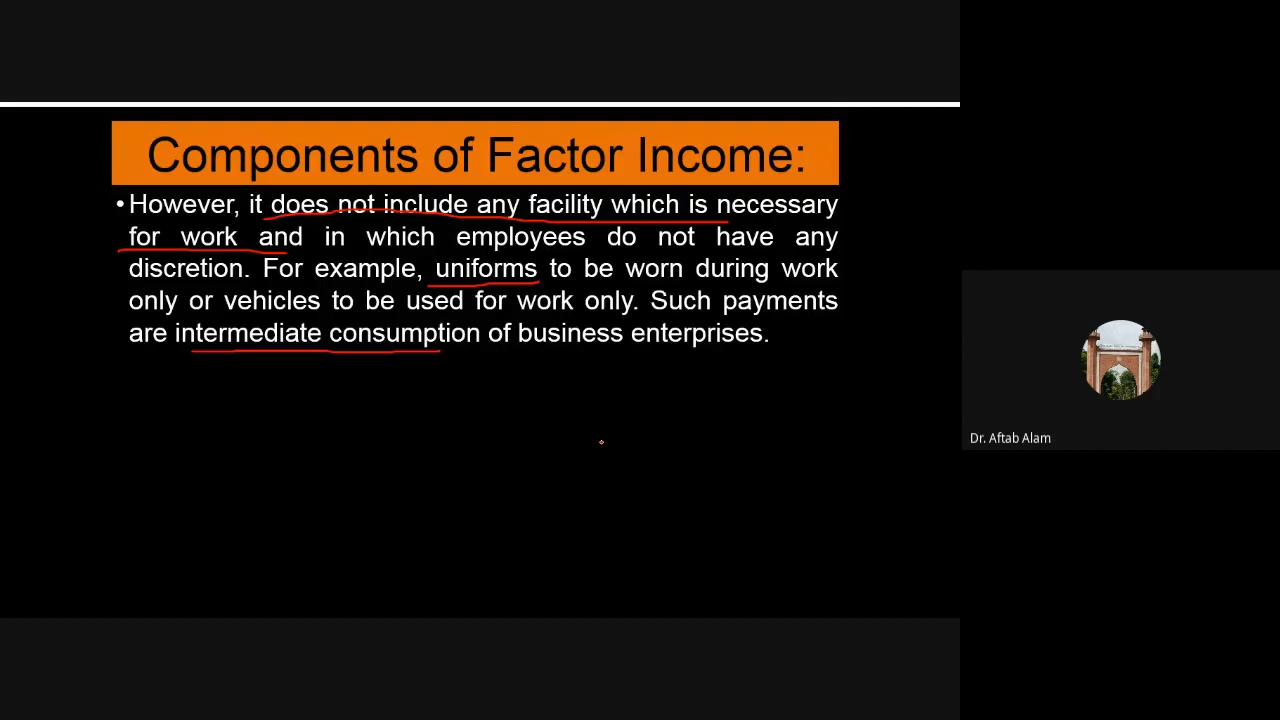 Components of Factor Income:
• However, it does not include any facility which is necessary
for work and in which employees do not have any
discretion. For example, uniforms to be worn during work
only or vehicles to be used for work only. Such payments
are intermediate consumption of business enterprises.
Dr. Aftab Alam